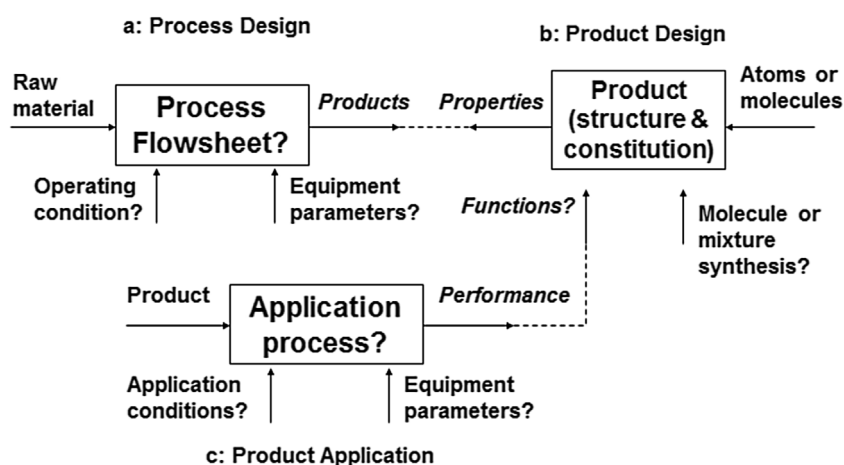 a: Process Design
b: Product Design
Raw
material
Process
Flowsheet?
Products
Properties
Product
(structure &
constitution)
Atoms or
molecules
Operating
condition?
Equipment
parameters?
Functions?
Molecule or
mixture
synthesis?
Product
Application
process?
Performance
Application
conditions?
Equipment
parameters?
c: Product Application